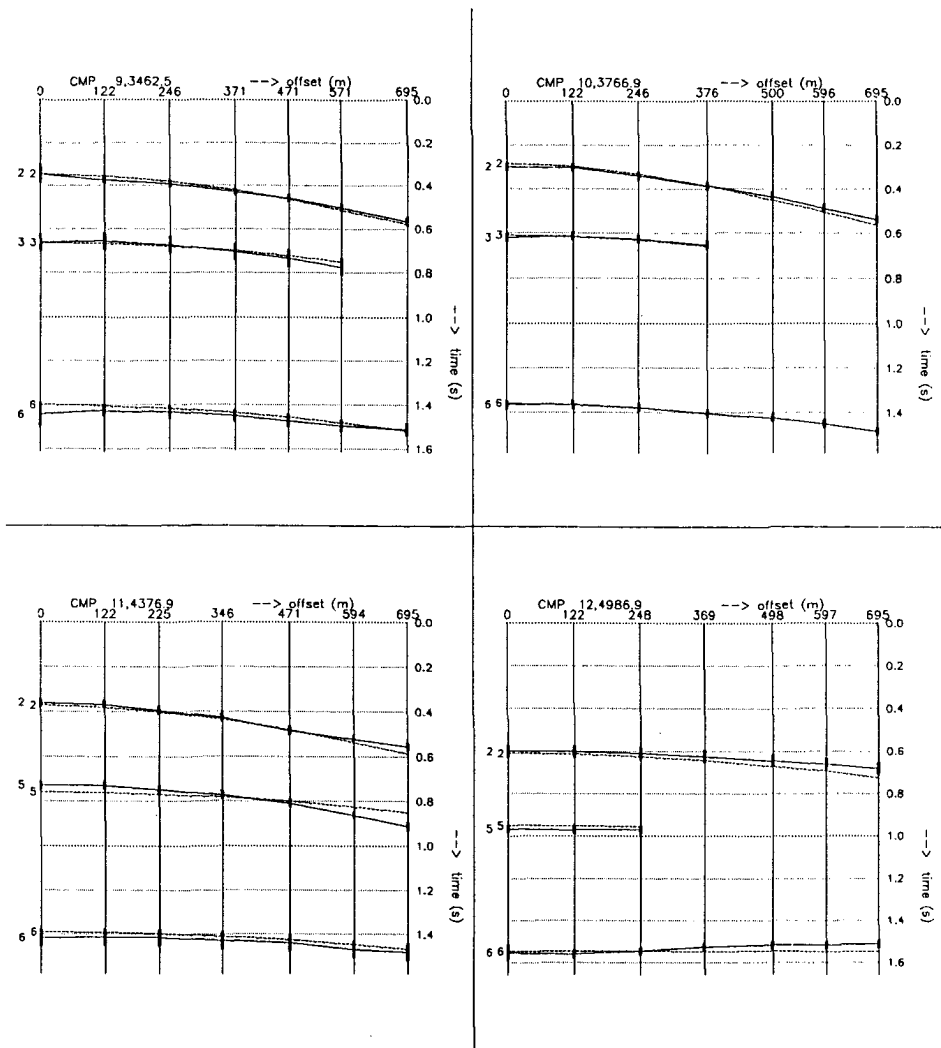 CMP 9,3462.5 --> offset (m)
0 122 246 371 471 571 695
0.0
0.2
2 2 0.4
0.6
3 3
0.8
1.0
1.2
6 6 1.4
1.6
--> time (s)
CMP 10,3766.9 --> offset (m)
0 122 246 376 500 596 695
0.0
0.2
2 2
0.4
3 3 0.6
0.8
1.0
1.2
6 6 1.4
--> time (s)
CMP 11,4376.9 --> offset (m)
0 122 225 346 471 594 695
0.0
0.2
2 2 0.4
0.6
5 5 0.8
1.0
1.2
6 6 1.4
--> time (s)
CMP 12,4986.9 --> offset (m)
0 122 248 369 498 597 695
0.0
0.2
0.4
2 2 0.6
0.8
5 5 1.0
1.2
1.4
6 6
1.6
--> time (s)